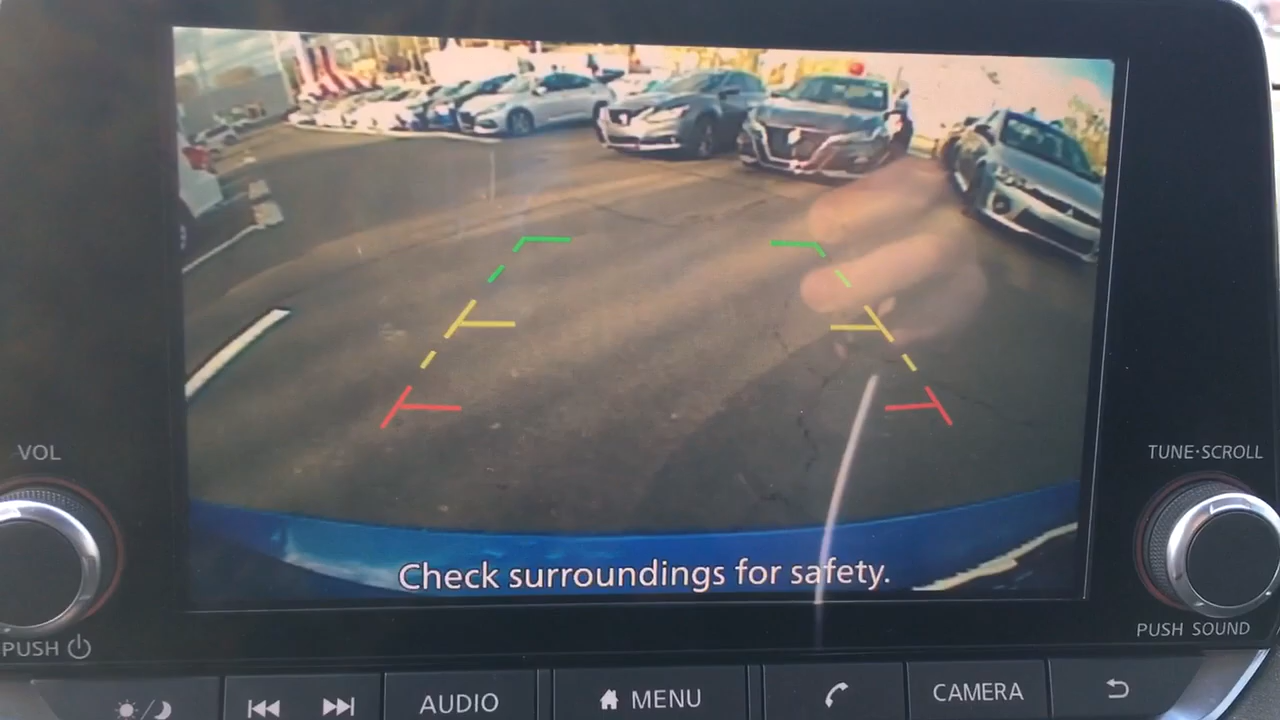 VOL
TUNE·SCROLL
Check surroundings for safety.
PUSH
PUSH SOUND
AUDIO
MENU
CAMERA